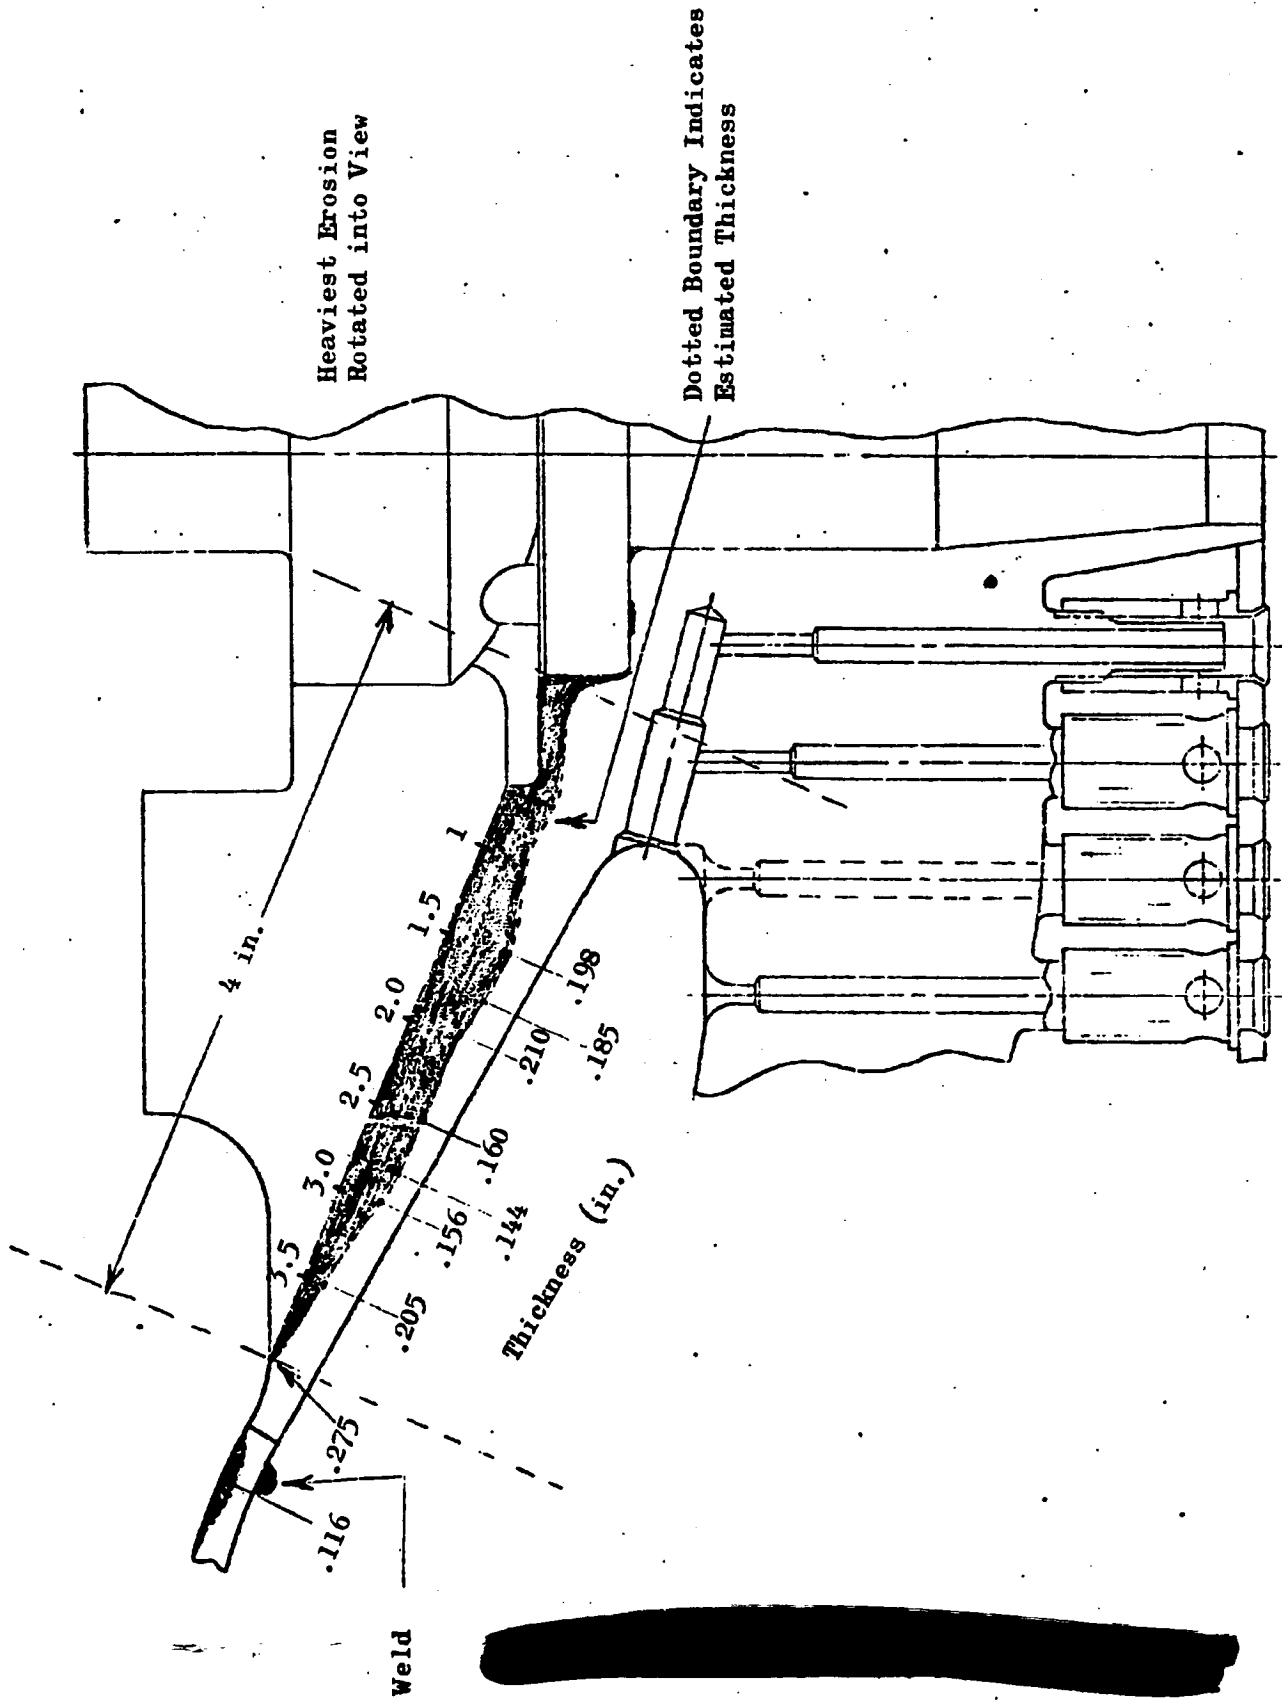 Heaviest Erosion
Rotated into View
Dotted Boundary Indicates
Estimated Thickness
4 in.
1
1.5
2.0
2.5
3.0
3.5
.198
.185
.210
.160
.144
.156
.205
.275
.116
Thickness (in.)
Weld